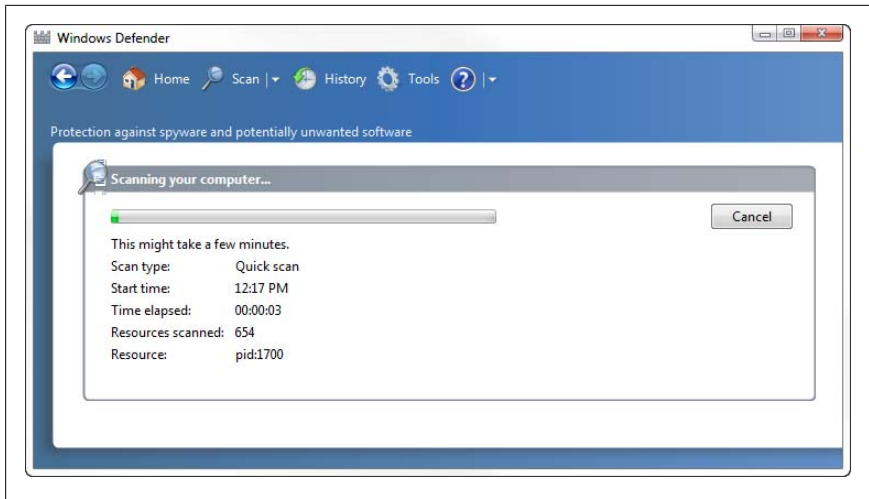 Windows Defender
Home Scan | History Tools ? |
Protection against spyware and potentially unwanted software
Scanning your computer...
Cancel
This might take a few minutes.
Scan type: Quick scan
Start time: 12:17 PM
Time elapsed: 00:00:03
Resources scanned: 654
Resource: pid:1700